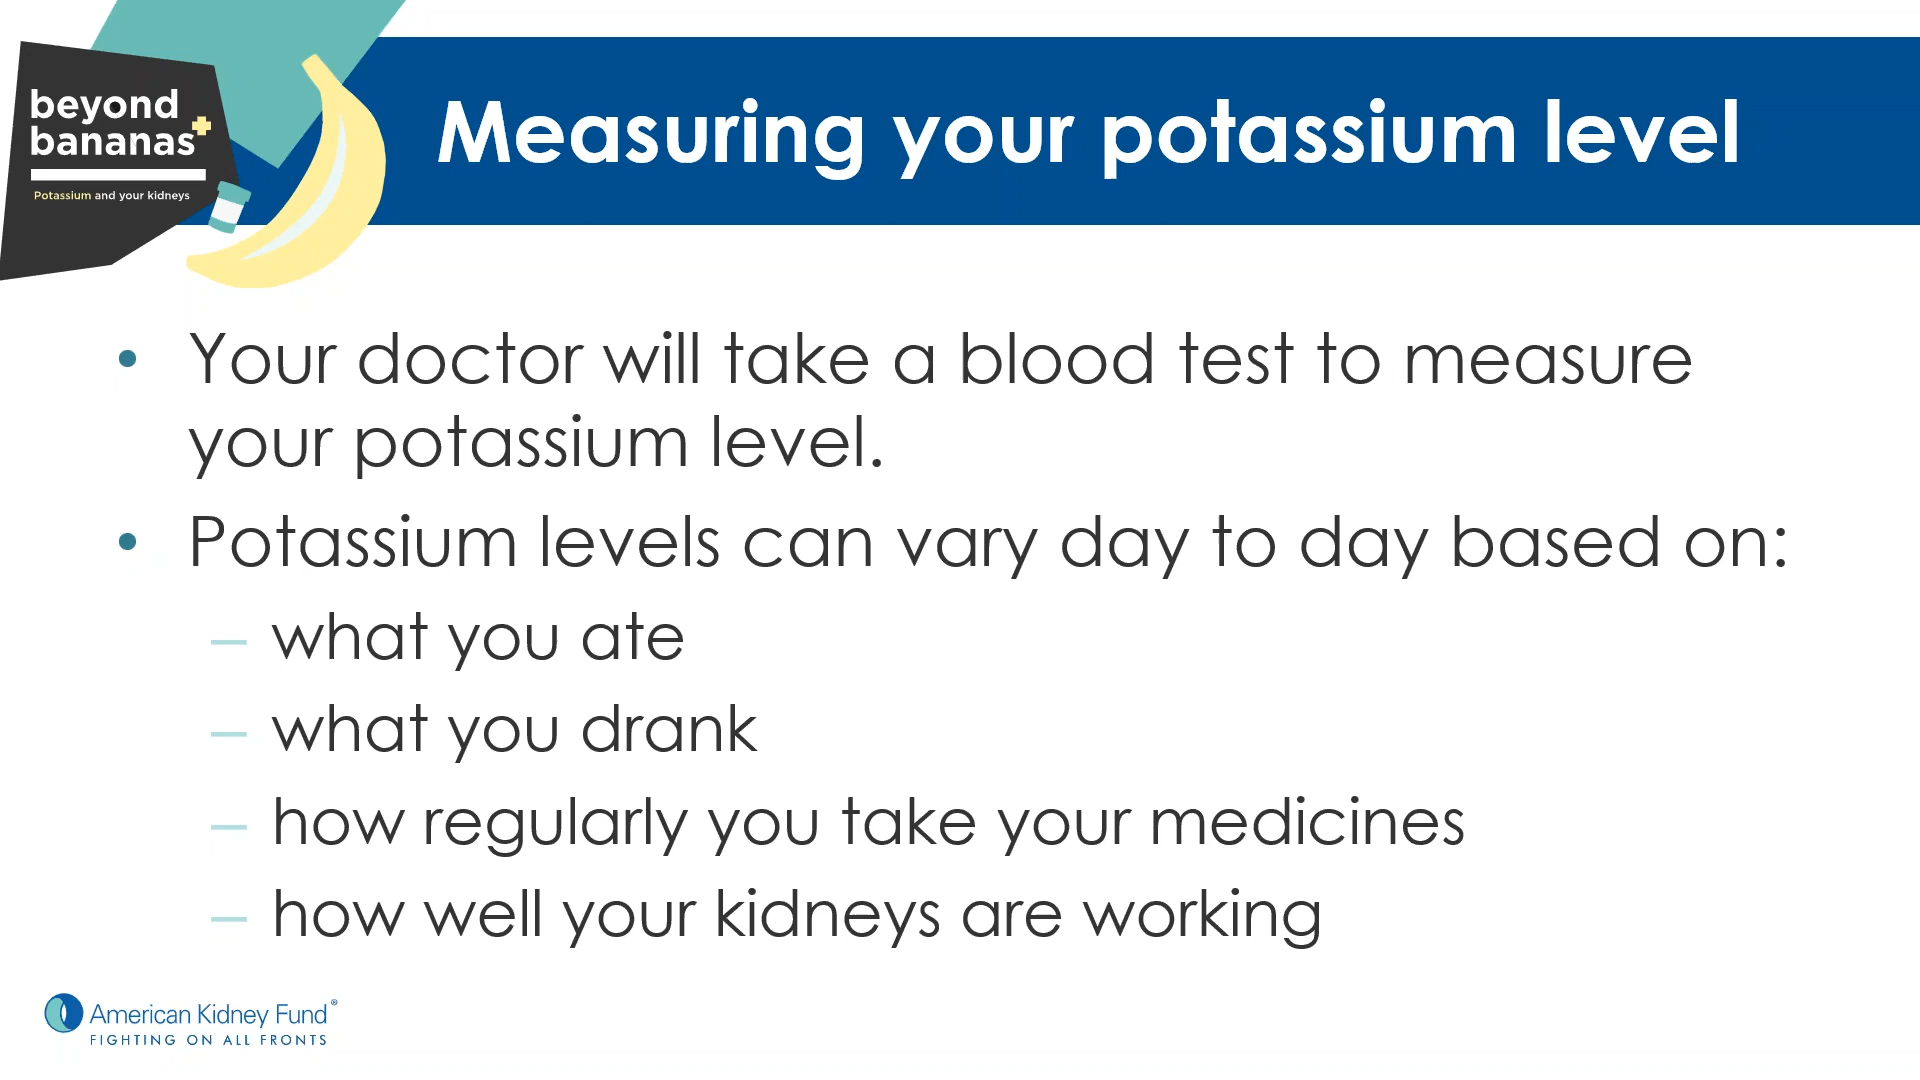 beyond
bananas
Potassium and your kidneys
Measuring your potassium level
• Your doctor will take a blood test to measure
your potassium level.
• Potassium levels can vary day to day based on:
– what you ate
– what you drank
– how regularly you take your medicines
– how well your kidneys are working
American Kidney Fund®
FIGHTING ON ALL FRONTS